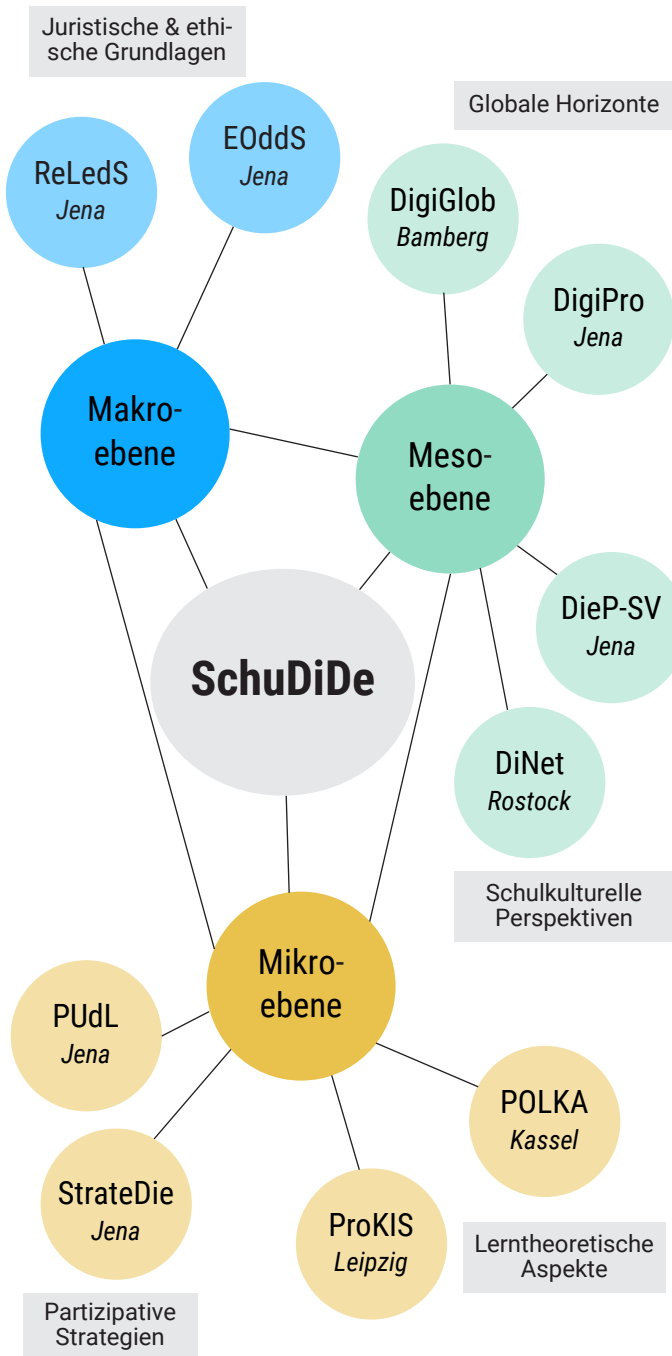 Juristische & ethi-
sche Grundlagen
Globale Horizonte
ReLedS
Jena
EOddS
Jena
DigiGlob
Bamberg
DigiPro
Jena
Makro-
ebene
Meso-
ebene
SchuDiDe
DieP-SV
Jena
DiNet
Rostock
Schulkulturelle
Perspektiven
Mikro-
ebene
PUdL
Jena
POLKA
Kassel
StrateDie
Jena
ProKIS
Leipzig
Lerntheoretische
Aspekte
Partizipative
Strategien